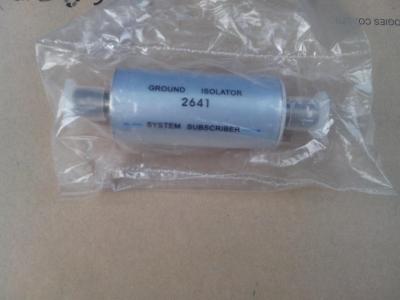 GROUND ISOLATOR
2641
SYSTEM SUBSCRIBER